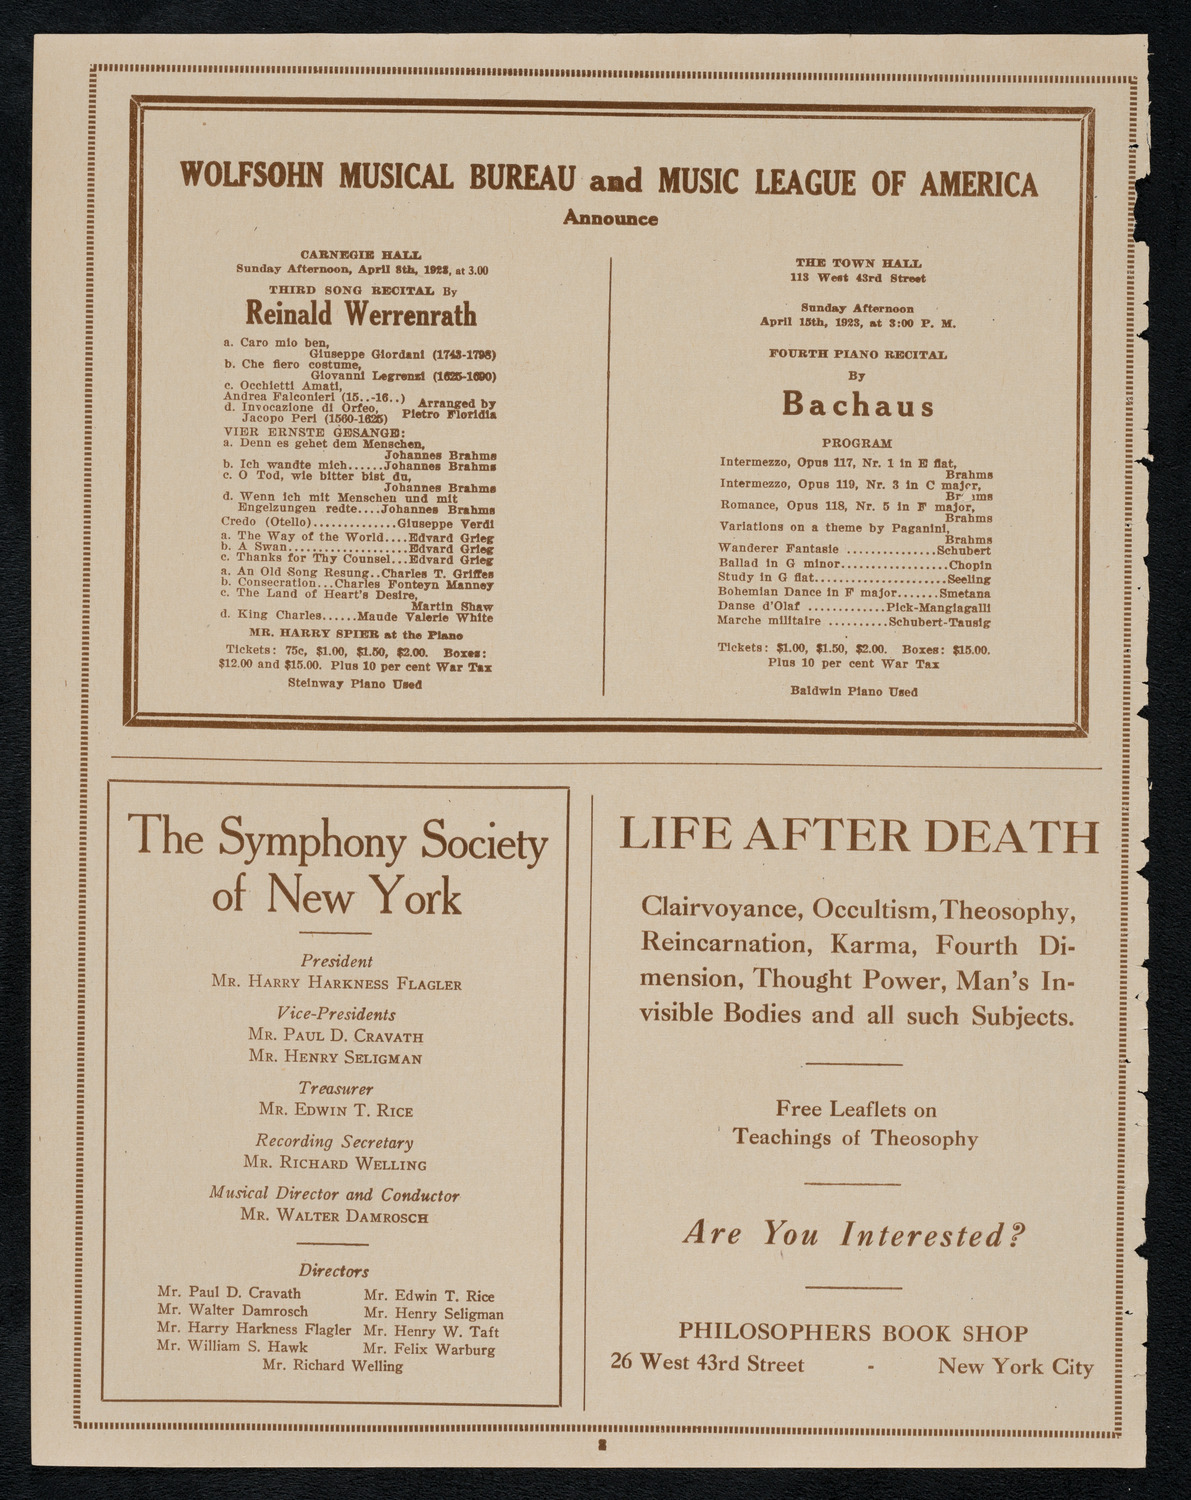 WOLFSOHN MUSICAL BUREAU and MUSIC LEAGUE OF AMERICA
Announce
CARNEGIE HALL
Sunday Afternoon, April 8th, 1923, at 3.00
THIRD SONG RECITAL By
Reinald Werrenrath
a. Caro mio ben,
Giuseppe Giordani (1743-1798)
b. Che fiero costume,
Giovanni Legrenzi (1625-1690)
c. Occhietti Amati,
Andrea Falconieri (15..-16..)
d. Invocazione di Orfeo,
Jacopo Peri (1560-1625)
Arranged by
Pietro Floridia
VIER ERNSTE GESANGE:
a. Denn es gehet dem Menschen,
Johannes Brahms
b. Ich wandte mich......Johannes Brahms
c. O Tod, wie bitter bist du,
Johannes Brahms
d. Wenn ich mit Menschen und mit
Engelzungen redte....Johannes Brahms
Credo (Otello)..............Giuseppe Verdi
a. The Way of the World....Edvard Grieg
b. A Swan....................Edvard Grieg
c. Thanks for Thy Counsel...Edvard Grieg
a. An Old Song Resung..Charles T. Griffes
b. Consecration...Charles Fonteyn Manney
c. The Land of Heart's Desire,
Martin Shaw
d. King Charles......Maude Valerie White
MR. HARRY SPIER at the Piano
Tickets: 75c, $1.00, $1.50, $2.00. Boxes:
$12.00 and $15.00. Plus 10 per cent War Tax
Steinway Piano Used
THE TOWN HALL
113 West 43rd Street
Sunday Afternoon
April 15th, 1923, at 3:00 P. M.
FOURTH PIANO RECITAL
By
Bachaus
PROGRAM
Intermezzo, Opus 117, Nr. 1 in E flat,
Brahms
Intermezzo, Opus 119, Nr. 3 in C major,
Brahms
Romance, Opus 118, Nr. 5 in F major,
Brahms
Variations on a theme by Paganini,
Brahms
Wanderer Fantasie ..............Schubert
Ballad in G minor.................Chopin
Study in G flat.....................Seeling
Bohemian Dance in F major.......Smetana
Danse d'Olaf ............Pick-Mangiagalli
Marche militaire ..........Schubert-Tausig
Tickets: $1.00, $1.50, $2.00. Boxes: $15.00.
Plus 10 per cent War Tax
Baldwin Piano Used
The Symphony Society
of New York
President
MR. HARRY HARKNESS FLAGLER
Vice-Presidents
MR. PAUL D. CRAVATH
MR. HENRY SELIGMAN
Treasurer
MR. EDWIN T. RICE
Recording Secretary
MR. RICHARD WELLING
Musical Director and Conductor
MR. WALTER DAMROSCH
Directors
Mr. Paul D. Cravath
Mr. Walter Damrosch
Mr. Harry Harkness Flagler
Mr. William S. Hawk
Mr. Edwin T. Rice
Mr. Henry Seligman
Mr. Henry W. Taft
Mr. Felix Warburg
Mr. Richard Welling
LIFE AFTER DEATH
Clairvoyance, Occultism, Theosophy,
Reincarnation, Karma, Fourth Di-
mension, Thought Power, Man's In-
visible Bodies and all such Subjects.
Free Leaflets on
Teachings of Theosophy
Are You Interested?
PHILOSOPHERS BOOK SHOP
26 West 43rd Street - New York City
2